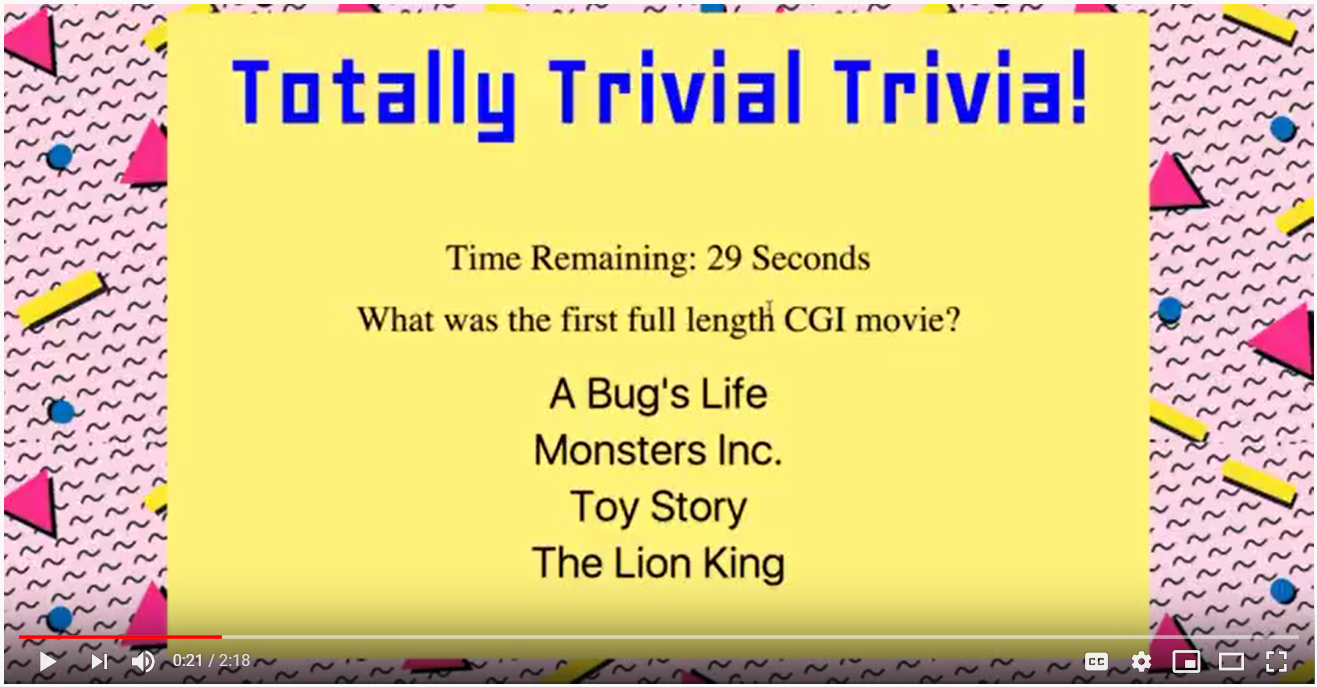 Totally Trivial Trivia!
Time Remaining: 29 Seconds
What was the first full length CGI movie?
A Bug's Life
Monsters Inc.
Toy Story
The Lion King
0:21 / 2:18
CC